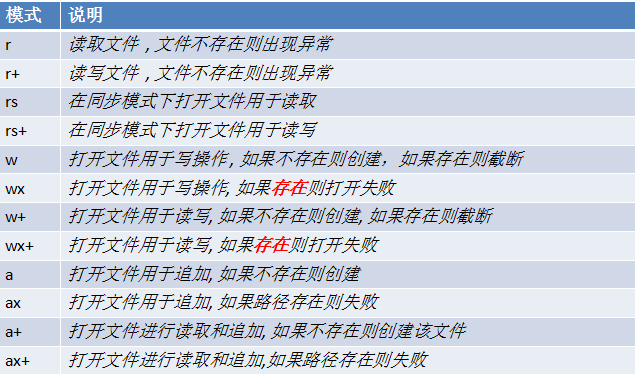 模式 说明
r 读取文件 , 文件不存在则出现异常
r+ 读写文件 , 文件不存在则出现异常
rs 在同步模式下打开文件用于读取
rs+ 在同步模式下打开文件用于读写
w 打开文件用于写操作, 如果不存在则创建，如果存在则截断
wx 打开文件用于写操作, 如果存在则打开失败
w+ 打开文件用于读写, 如果不存在则创建, 如果存在则截断
wx+ 打开文件用于读写, 如果存在则打开失败
a 打开文件用于追加, 如果不存在则创建
ax 打开文件用于追加, 如果路径存在则失败
a+ 打开文件进行读取和追加, 如果不存在则创建该文件
ax+ 打开文件进行读取和追加,如果路径存在则失败